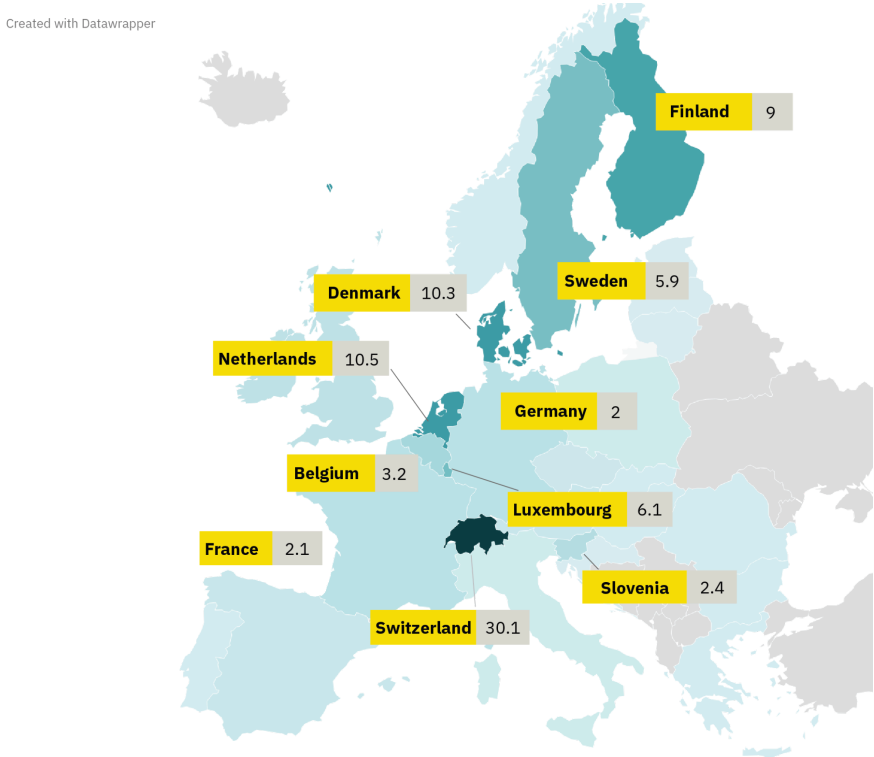 Created with Datawrapper
Finland 9
Sweden 5.9
Denmark 10.3
Netherlands 10.5
Germany 2
Belgium 3.2
Luxembourg 6.1
France 2.1
Slovenia 2.4
Switzerland 30.1